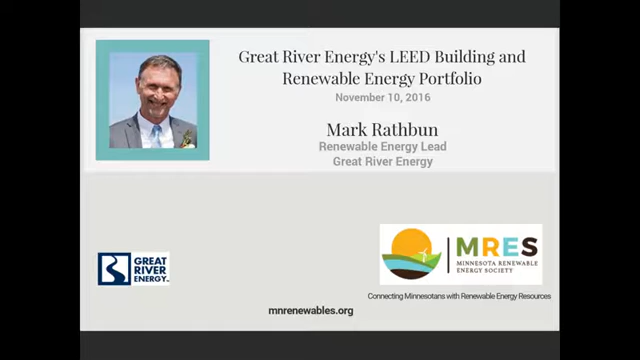 Great River Energy's LEED Building and
Renewable Energy Portfolio
November 10, 2016
Mark Rathbun
Renewable Energy Lead
Great River Energy
GREAT
RIVER
ENERGY
MRES
MINNESOTA RENEWABLE
ENERGY SOCIETY
Connecting Minnesotans with Renewable Energy Resources
mnrenewables.org